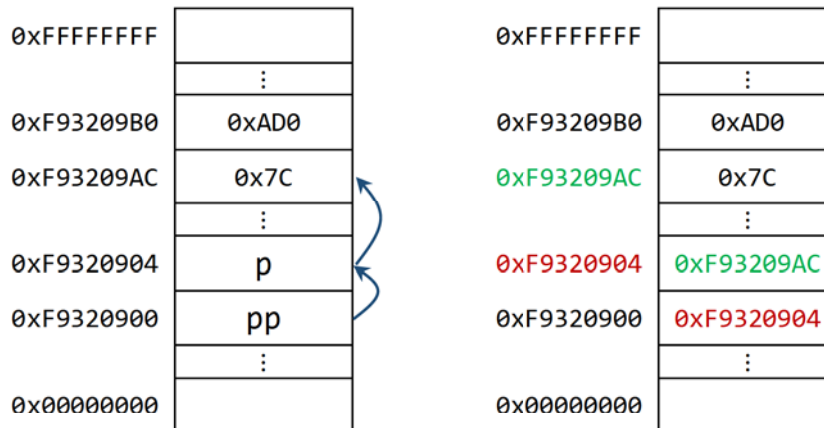 0xFFFFFFFF
⋮
0xF93209B0 0xAD0
0xF93209AC 0x7C
⋮
0xF9320904 p
0xF9320900 pp
⋮
0x00000000
0xFFFFFFFF
⋮
0xF93209B0 0xAD0
0xF93209AC 0x7C
⋮
0xF9320904 0xF93209AC
0xF9320900 0xF9320904
⋮
0x00000000